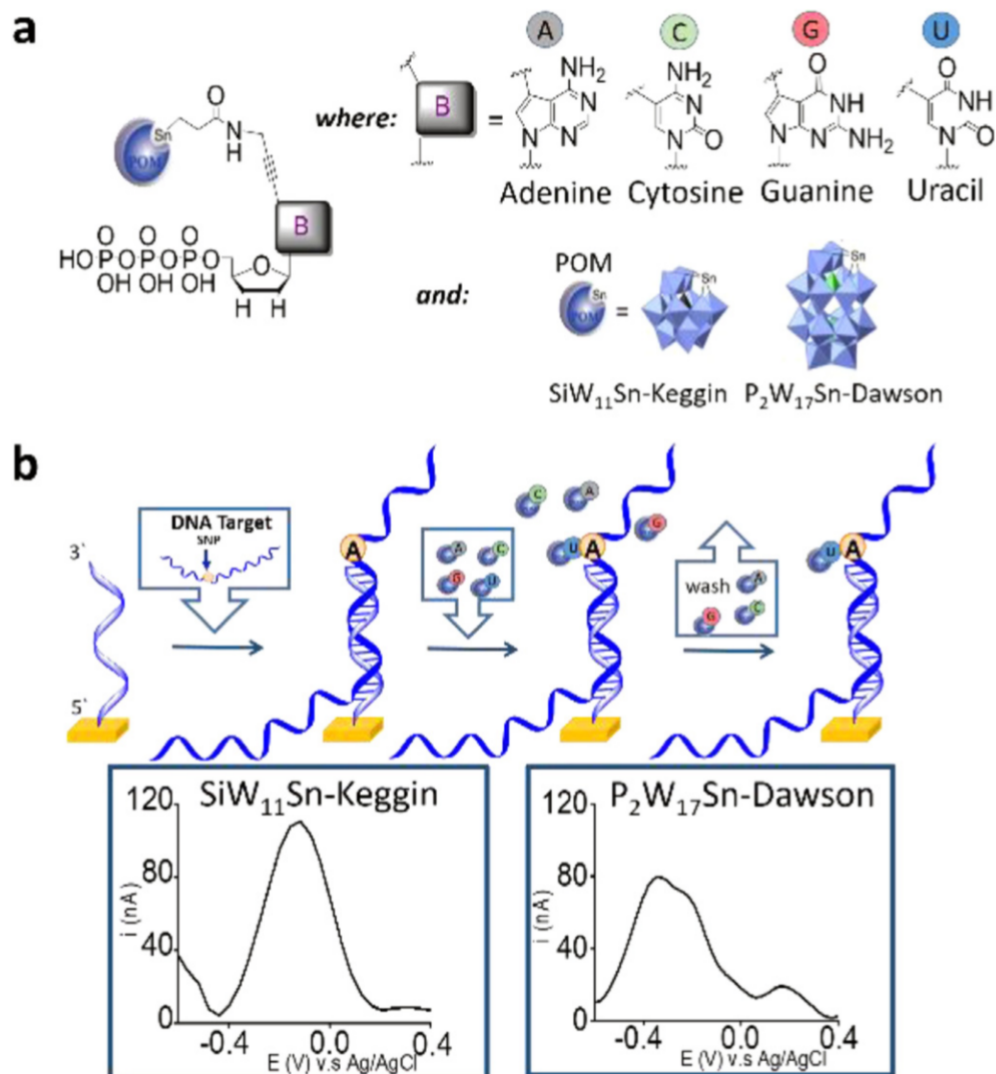 a
A C G U
where: B =
NH₂ NH₂ O O
N N NH NH
N N N O N N NH₂ N O
Adenine Cytosine Guanine Uracil
O
Sn N
H
POM
B
O O O
HO P O P O P O O
OH OH OH
H H
and:
POM
Sn
POM =
Sn Sn
SiW₁₁Sn-Keggin P₂W₁₇Sn-Dawson
b
DNA Target
SNP
3`
5`
A
A C
G U
C A
U A G
wash A
G C
U A
SiW₁₁Sn-Keggin
120
80
40
0
i (nA)
-0.4 0.0 0.4
E (V) v.s Ag/AgCl
P₂W₁₇Sn-Dawson
120
80
40
0
i (nA)
-0.4 0.0 0.4
E (V) v.s Ag/AgCl